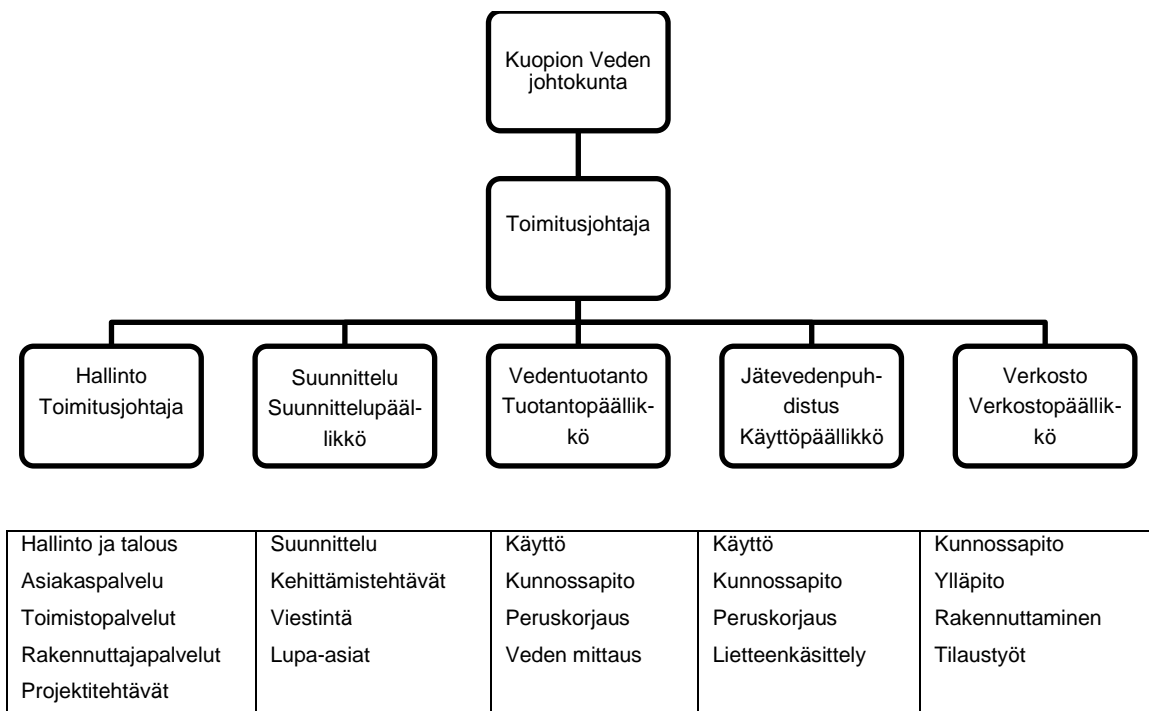 Kuopion Veden
johtokunta
Toimitusjohtaja
Hallinto
Toimitusjohtaja
Suunnittelu
Suunnittelupääl-
likkö
Vedentuotanto
Tuotantopäällik-
kö
Jätevedenpuh-
distus
Käyttöpäällikkö
Verkosto
Verkostopäällik-
kö
Hallinto ja talous
Asiakaspalvelu
Toimistopalvelut
Rakennuttajapalvelut
Projektitehtävät
Suunnittelu
Kehittämistehtävät
Viestintä
Lupa-asiat
Käyttö
Kunnossapito
Peruskorjaus
Veden mittaus
Käyttö
Kunnossapito
Peruskorjaus
Lietteenkäsittely
Kunnossapito
Ylläpito
Rakennuttaminen
Tilaustyöt